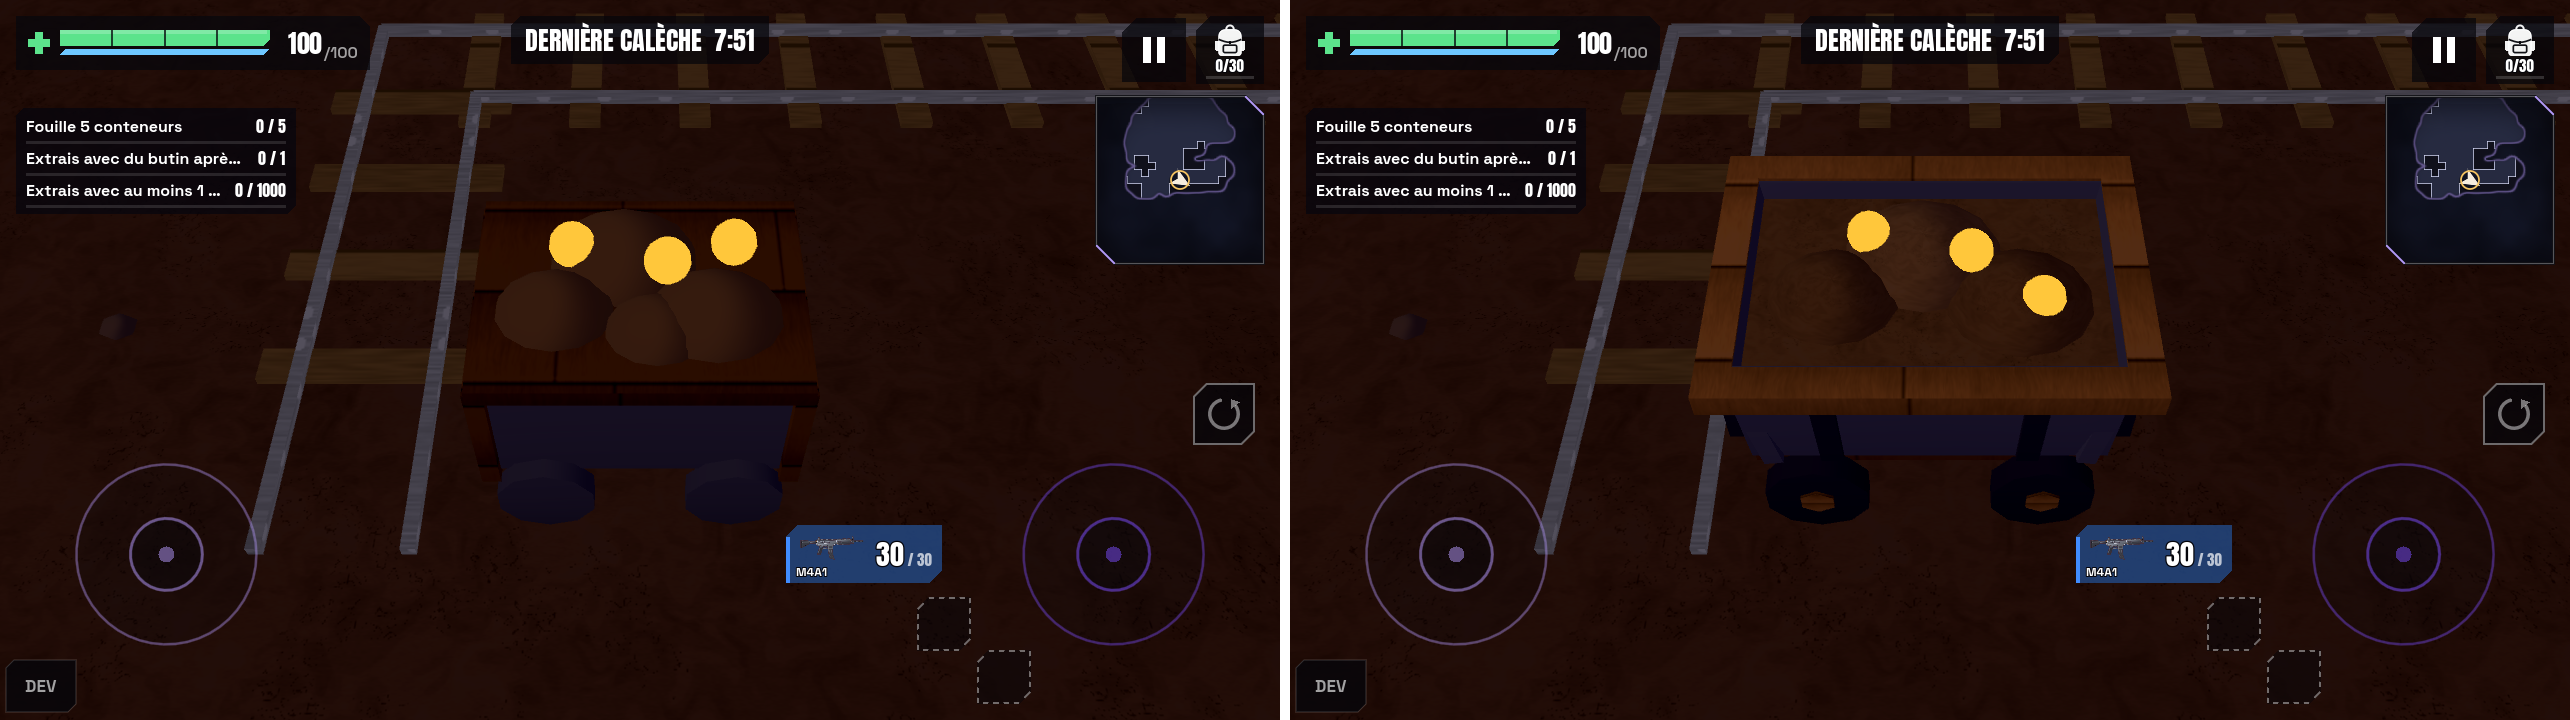 100/100
DERNIÈRE CALÈCHE 7:51
0/30
Fouille 5 conteneurs 0 / 5
Extrais avec du butin aprè... 0 / 1
Extrais avec au moins 1 ... 0 / 1000
30 / 30
M4A1
DEV
100/100
DERNIÈRE CALÈCHE 7:51
0/30
Fouille 5 conteneurs 0 / 5
Extrais avec du butin aprè... 0 / 1
Extrais avec au moins 1 ... 0 / 1000
30 / 30
M4A1
DEV